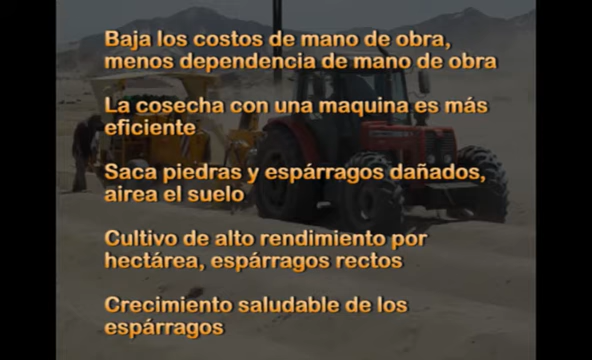 Baja los costos de mano de obra,
menos dependencia de mano de obra
La cosecha con una maquina es más
eficiente
Saca piedras y espárragos dañados,
airea el suelo
Cultivo de alto rendimiento por
hectárea, espárragos rectos
Crecimiento saludable de los
espárragos